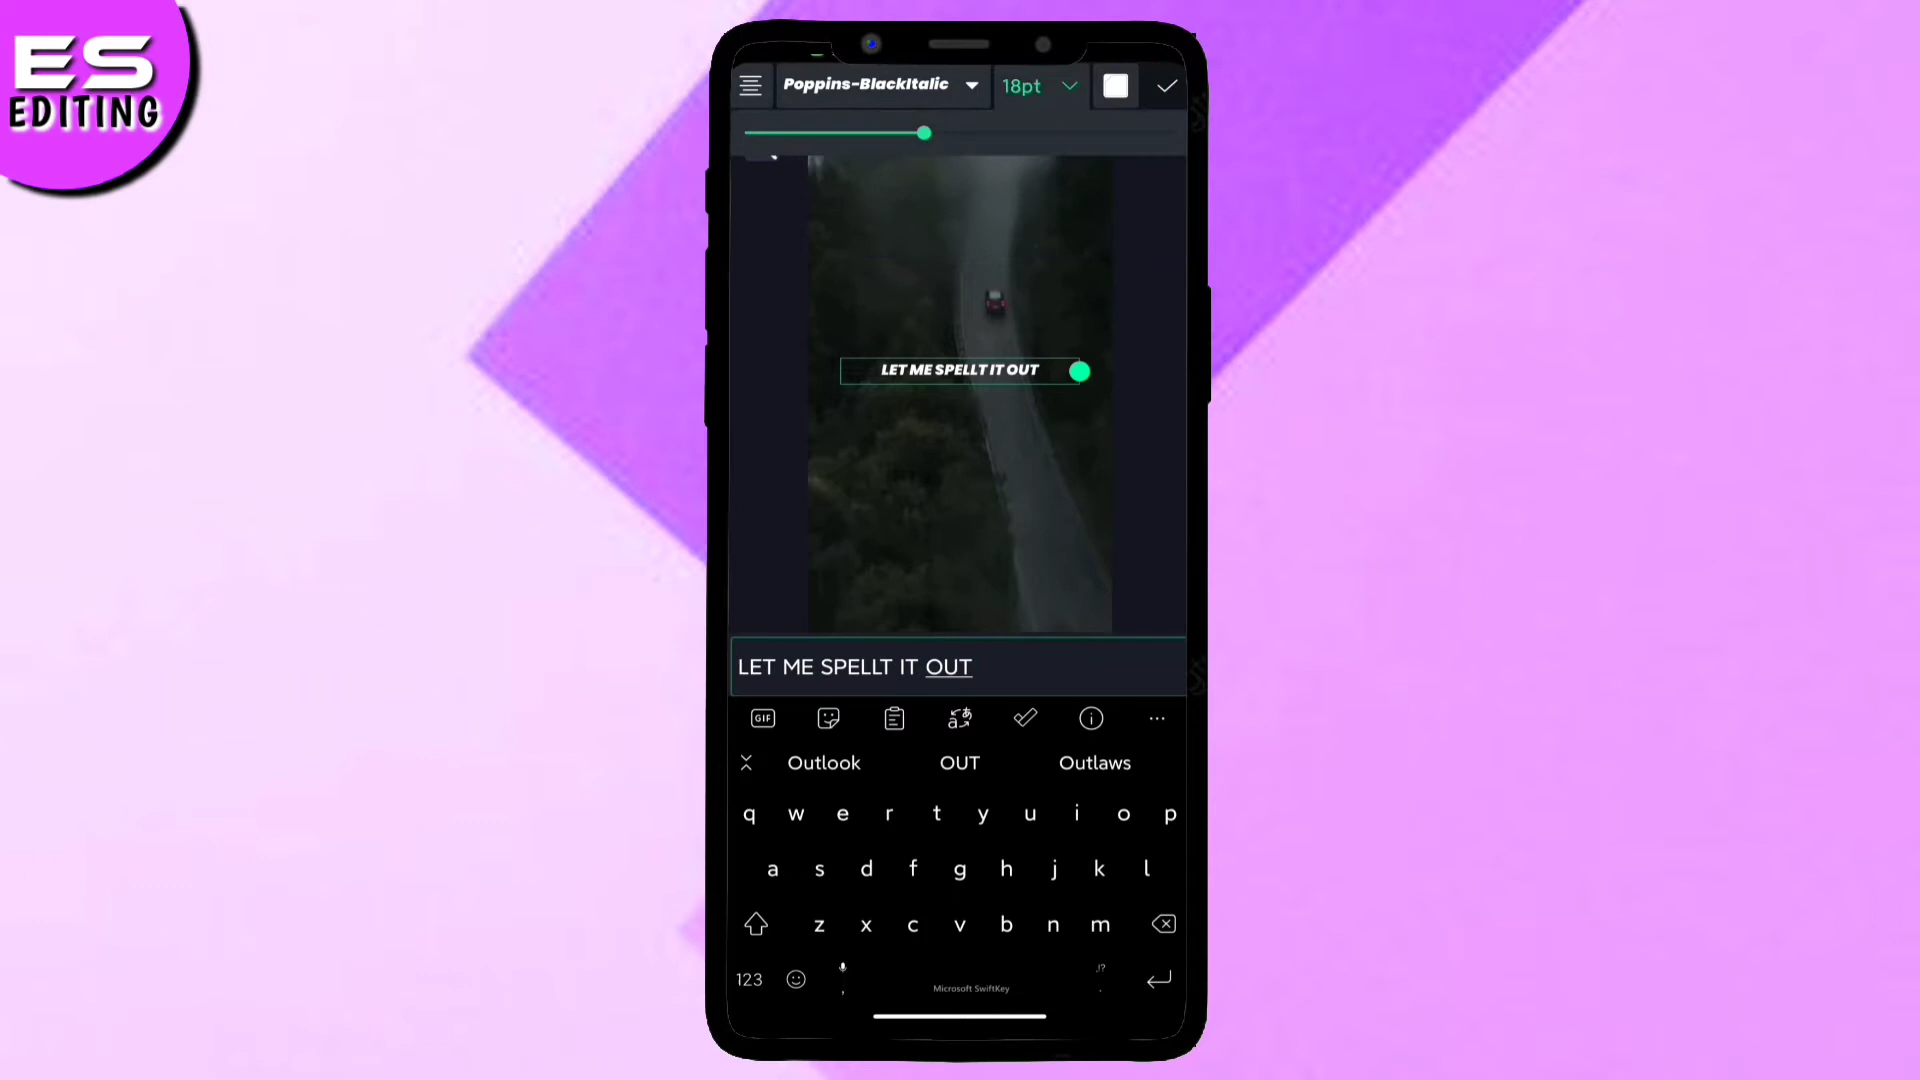 ES
EDITING
Poppins-BlackItalic
18pt
LET ME SPELLT IT OUT
LET ME SPELLT IT OUT
GIF
Outlook OUT Outlaws
q w e r t y u i o p
a s d f g h j k l
z x c v b n m
123 , Microsoft SwiftKey .!?